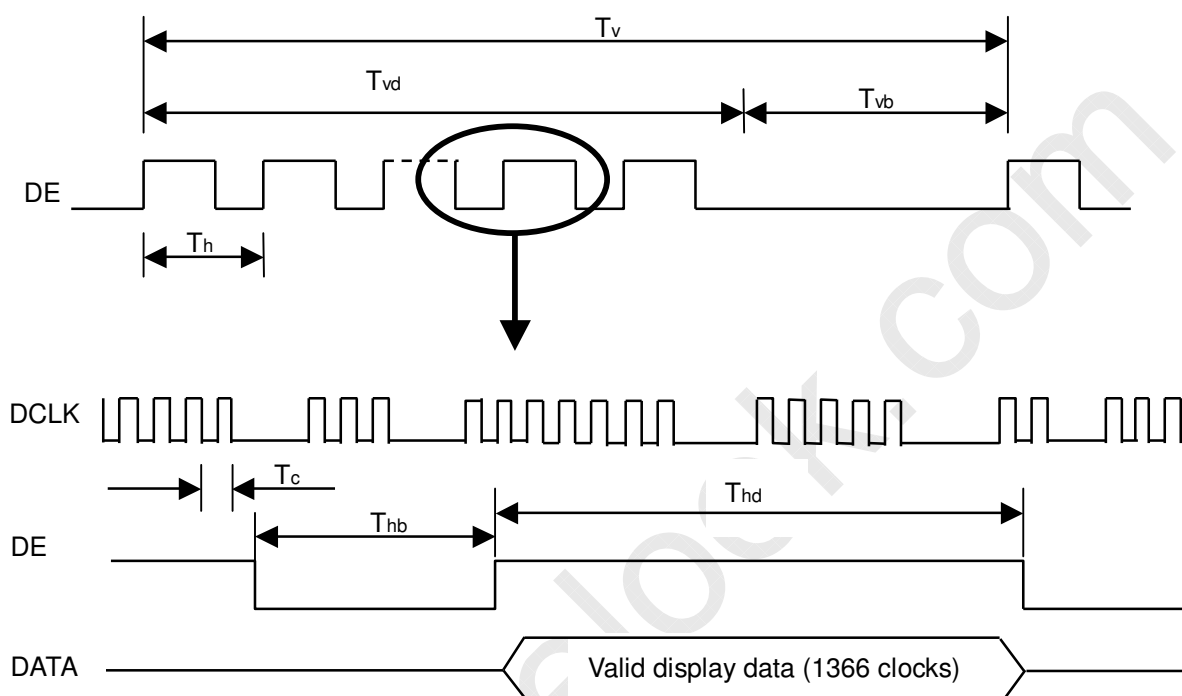 Tv
Tvd
Tvb
DE
Th
DCLK
Tc
Thd
Thb
DE
DATA
Valid display data (1366 clocks)